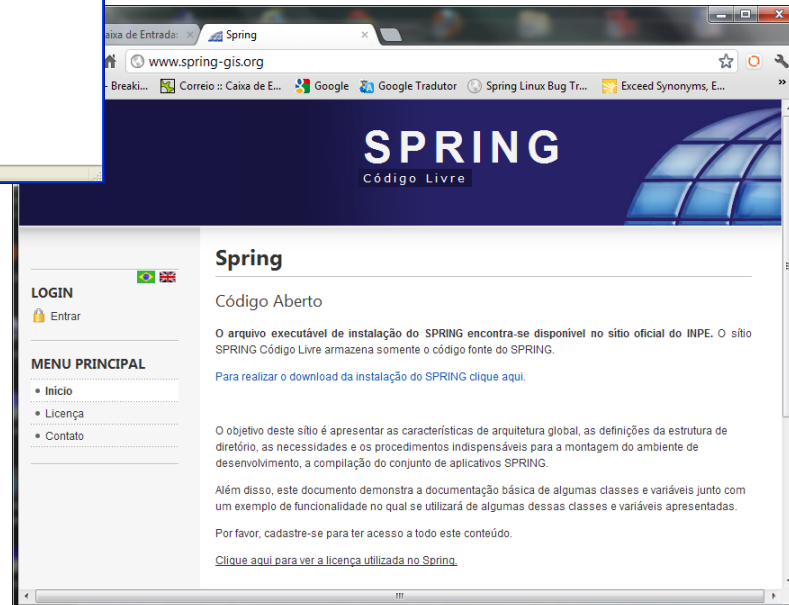 aixa de Entrada:
Spring
www.spring-gis.org
- Breaki...
Correio :: Caixa de E...
Google
Google Tradutor
Spring Linux Bug Tr...
Exceed Synonyms, E...
»
SPRING
Código Livre
Spring
LOGIN
Entrar
MENU PRINCIPAL
Início
Licença
Contato
Código Aberto
O arquivo executável de instalação do SPRING encontra-se disponível no sítio oficial do INPE. O sítio
SPRING Código Livre armazena somente o código fonte do SPRING.
Para realizar o download da instalação do SPRING clique aqui.
O objetivo deste sítio é apresentar as características de arquitetura global, as definições da estrutura de
diretório, as necessidades e os procedimentos indispensáveis para a montagem do ambiente de
desenvolvimento, a compilação do conjunto de aplicativos SPRING.
Além disso, este documento demonstra a documentação básica de algumas classes e variáveis junto com
um exemplo de funcionalidade no qual se utilizará de algumas dessas classes e variáveis apresentadas.
Por favor, cadastre-se para ter acesso a todo este conteúdo.
Clique aqui para ver a licença utilizada no Spring.